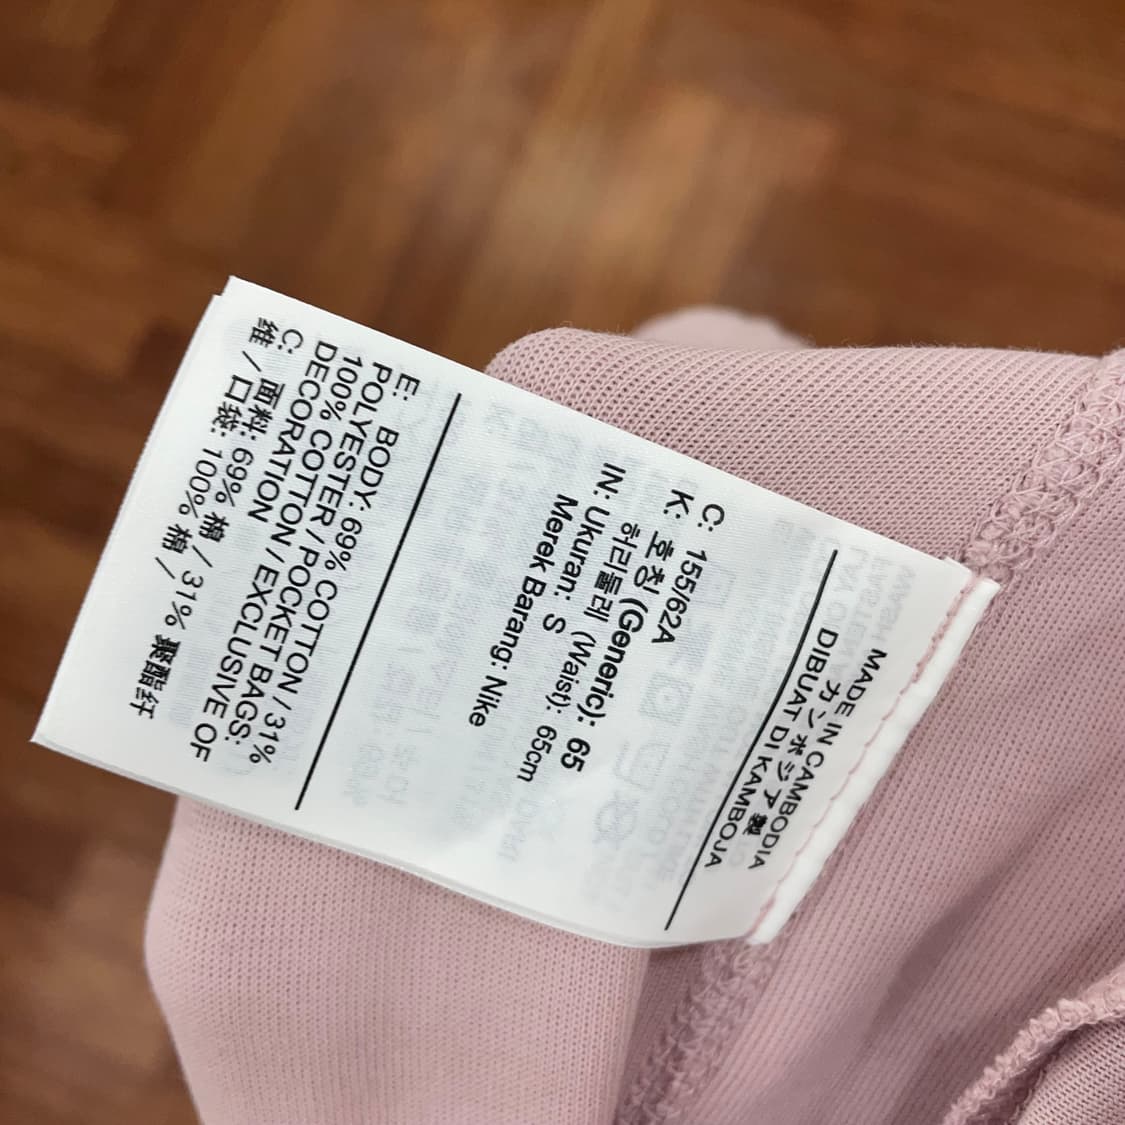 MADE IN CAMBODIA
カンボジア製
DIBUAT DI KAMBOJA
C: 155/62A
K: 호칭 (Generic): 65
허리둘레 (Waist): 65cm
IN: Ukuran: S
Merek Barang: Nike
E: BODY: 69% COTTON / 31%
POLYESTER / POCKET BAGS:
100% COTTON / EXCLUSIVE OF
DECORATION
C: 面料: 69% 棉 / 31% 聚酯纤
维 / 口袋: 100% 棉 /